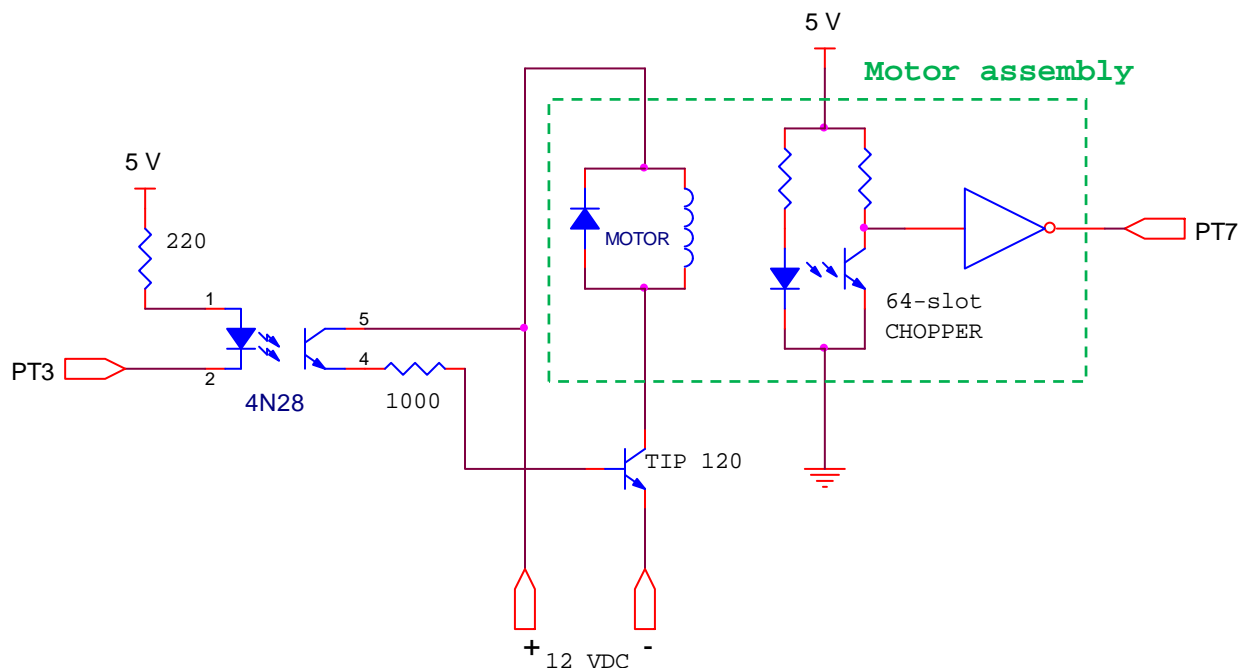 5 V
Motor assembly
5 V
220
MOTOR
PT7
1
64-slot
CHOPPER
5
PT3
2
4
4N28
1000
TIP 120
+ 12 VDC -